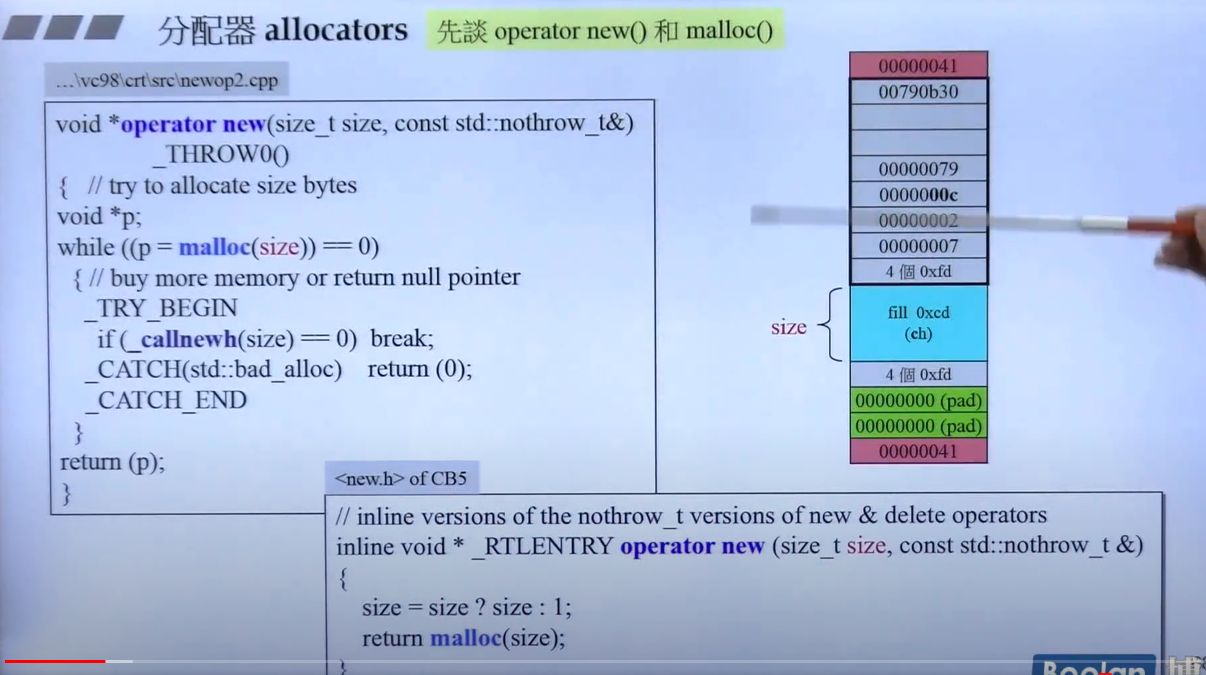 分配器 allocators
先談 operator new() 和 malloc()
...\vc98\crt\src\newop2.cpp
void *operator new(size_t size, const std::nothrow_t&)
_THROW0()
{ // try to allocate size bytes
void *p;
while ((p = malloc(size)) == 0)
{ // buy more memory or return null pointer
_TRY_BEGIN
if (_callnewh(size) == 0) break;
_CATCH(std::bad_alloc) return (0);
_CATCH_END
}
return (p);
}
<new.h> of CB5
// inline versions of the nothrow_t versions of new & delete operators
inline void * _RTLENTRY operator new (size_t size, const std::nothrow_t &)
{
size = size ? size : 1;
return malloc(size);
}
00000041
00790b30
00000079
0000000c
00000002
00000007
4 個 0xfd
size
fill 0xcd
(ch)
4 個 0xfd
00000000 (pad)
00000000 (pad)
00000041